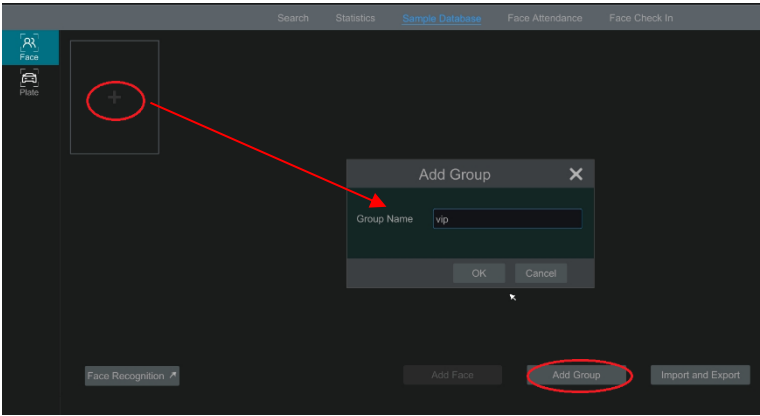 Search Statistics Sample Database Face Attendance Face Check In
Face
Plate
Add Group
Group Name vip
OK Cancel
Face Recognition Add Face Add Group Import and Export